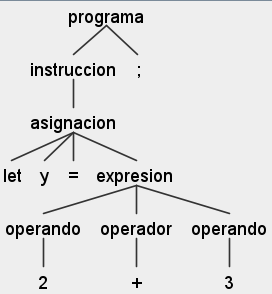 programa
instruccion ;
asignacion
let y = expresion
operando operador operando
2 + 3